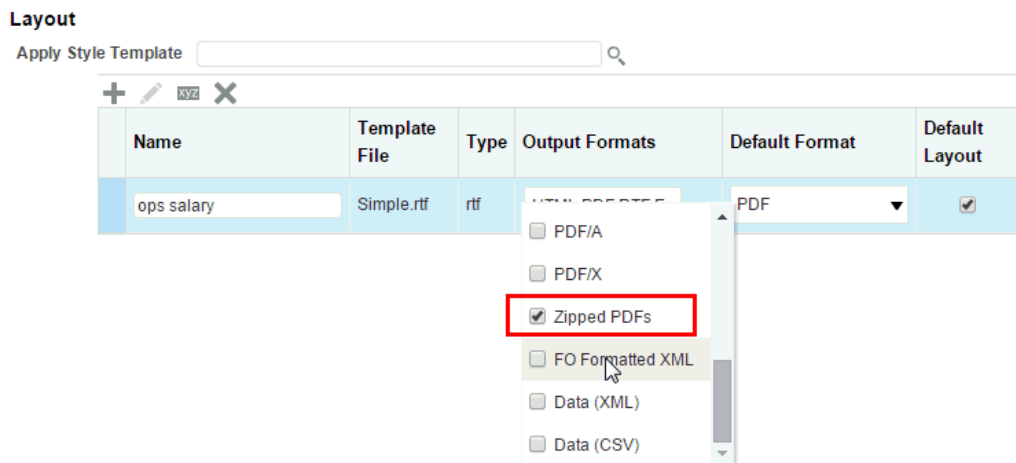 Layout
Apply Style Template
xyz
Name
Template File
Type
Output Formats
Default Format
Default Layout
ops salary
Simple.rtf
rtf
PDF
PDF/A
PDF/X
Zipped PDFs
FO Formatted XML
Data (XML)
Data (CSV)